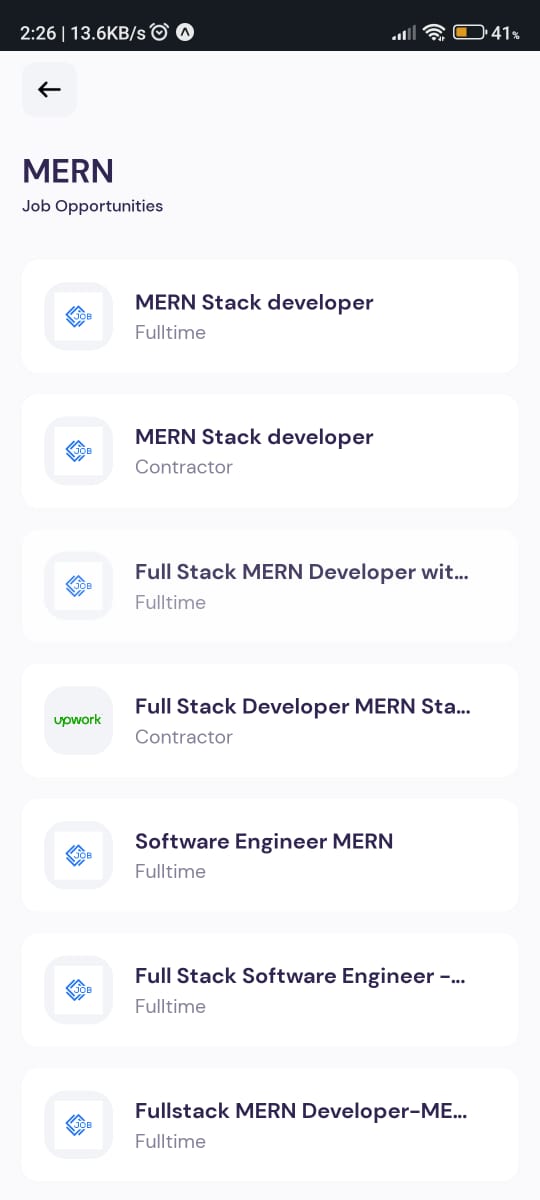 2:26 | 13.6KB/s
41%
MERN
Job Opportunities
JOB
MERN Stack developer
Fulltime
JOB
MERN Stack developer
Contractor
JOB
Full Stack MERN Developer wit...
Fulltime
upwork
Full Stack Developer MERN Sta...
Contractor
JOB
Software Engineer MERN
Fulltime
JOB
Full Stack Software Engineer -...
Fulltime
JOB
Fullstack MERN Developer-ME...
Fulltime